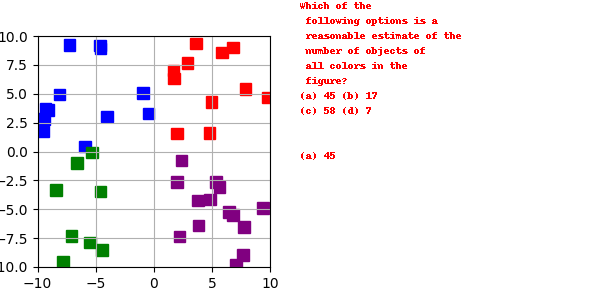 Which of the
following options is a
reasonable estimate of the
number of objects of
all colors in the
figure?
(a) 45 (b) 17
(c) 58 (d) 7
(a) 45
10.0
7.5
5.0
2.5
0.0
−2.5
−5.0
−7.5
10.0
−10 −5 0 5 10